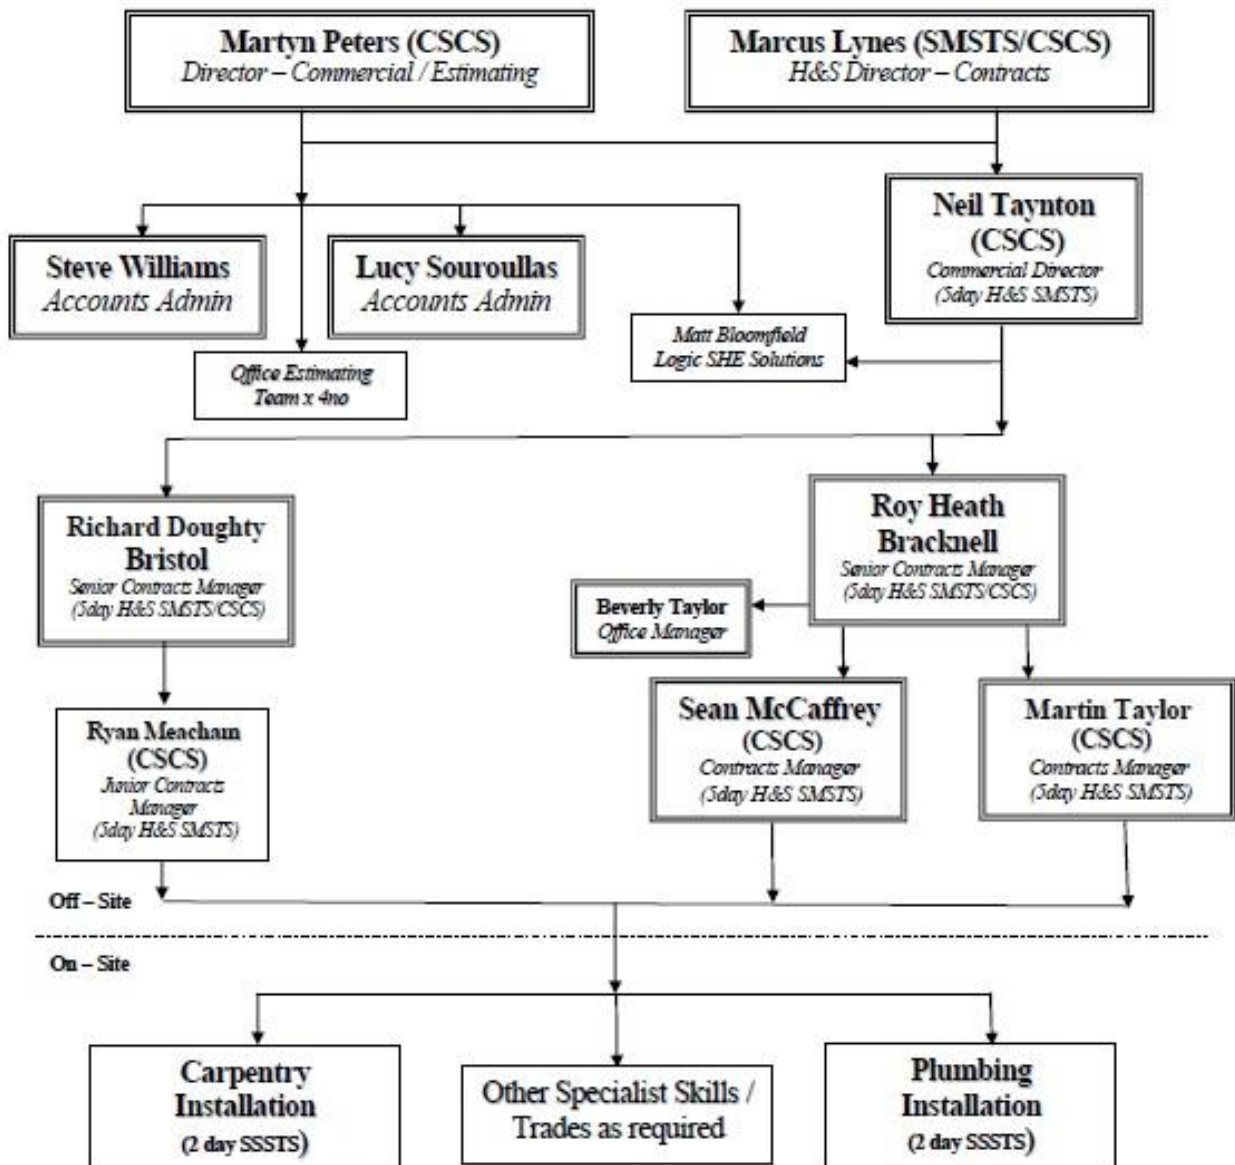 Martyn Peters (CSCS)
Director – Commercial / Estimating
Marcus Lynes (SMSTS/CSCS)
H&S Director – Contracts
Neil Taynton
(CSCS)
Commercial Director
(5day H&S SMSTS)
Steve Williams
Accounts Admin
Lucy Souroullas
Accounts Admin
Matt Bloomfield
Logic SHE Solutions
Office Estimating
Team x 4no
Richard Doughty
Bristol
Senior Contracts Manager
(5day H&S SMSTS/CSCS)
Roy Heath
Bracknell
Senior Contracts Manager
(5day H&S SMSTS/CSCS)
Beverly Taylor
Office Manager
Ryan Meacham
(CSCS)
Junior Contracts
Manager
(5day H&S SMSTS)
Sean McCaffrey
(CSCS)
Contracts Manager
(5day H&S SMSTS)
Martin Taylor
(CSCS)
Contracts Manager
(5day H&S SMSTS)
Off – Site
On – Site
Carpentry
Installation
(2 day SSSTS)
Other Specialist Skills /
Trades as required
Plumbing
Installation
(2 day SSSTS)